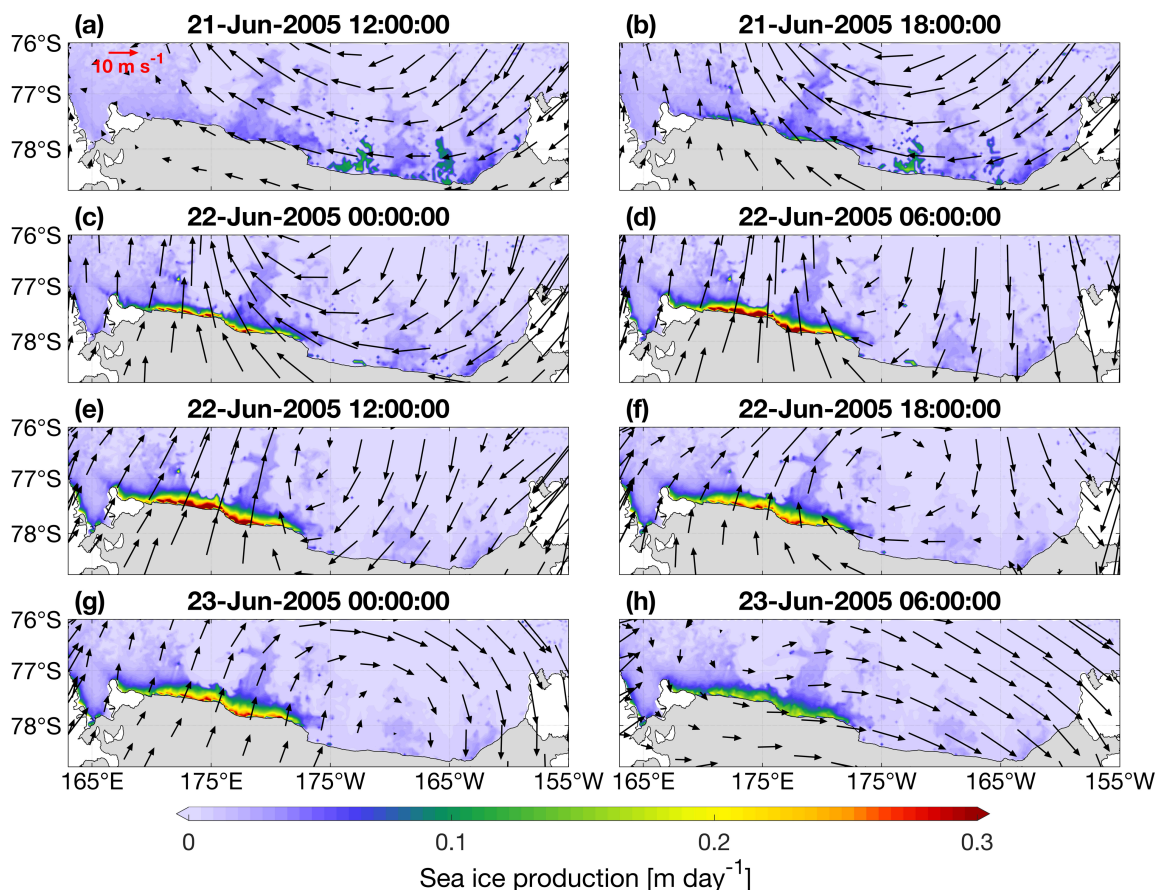 (a) 21-Jun-2005 12:00:00
(b) 21-Jun-2005 18:00:00
76°S
10 m s⁻¹
77°S
78°S
(c) 22-Jun-2005 00:00:00
(d) 22-Jun-2005 06:00:00
76°S
77°S
78°S
(e) 22-Jun-2005 12:00:00
(f) 22-Jun-2005 18:00:00
76°S
77°S
78°S
(g) 23-Jun-2005 00:00:00
(h) 23-Jun-2005 06:00:00
76°S
77°S
78°S
165°E 175°E 175°W 165°W 155°W
165°E 175°E 175°W 165°W 155°W
0 0.1 0.2 0.3
Sea ice production [m day⁻¹]